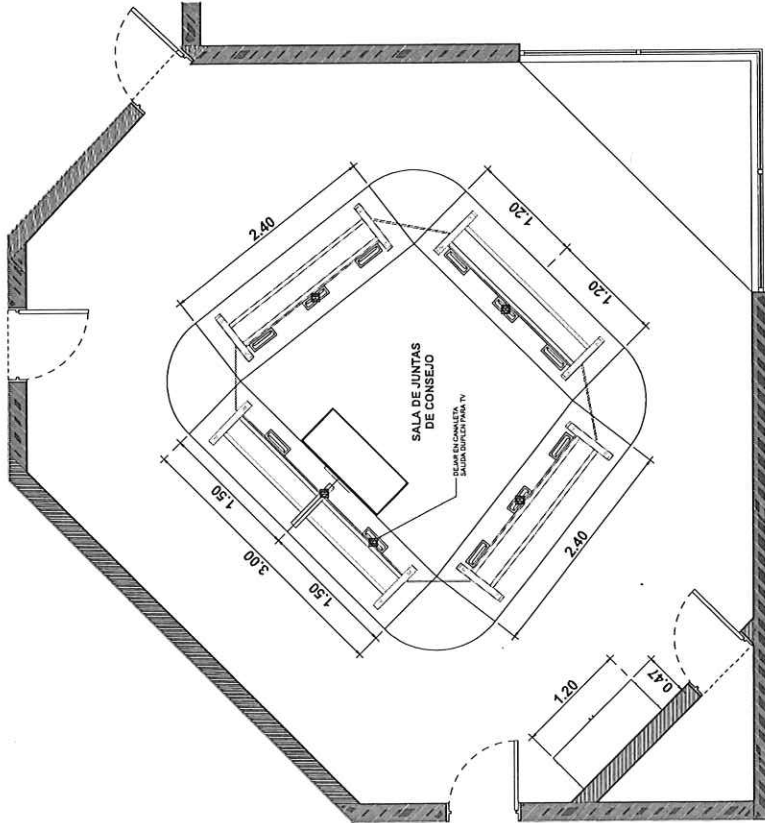 2.40
1.20
1.20
SALA DE JUNTAS
DE CONSEJO
DEJAR EN CANALETA
SALIDA DUPLEX PARA TV
1.50
3.00
1.50
2.40
1.20
0.47